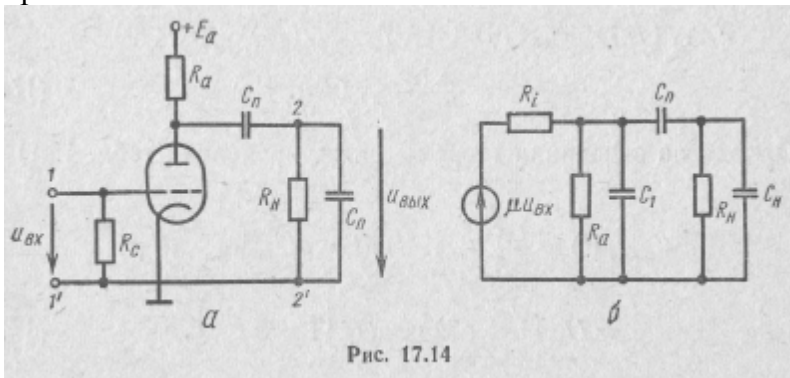 +Eа
Rа
Cп
2
1
Rн
Cп
uвых
uвх
Rс
1'
2'
а
Ri
Cп
μuвх
Rа
C1
Rн
Cн
б
Рис. 17.14